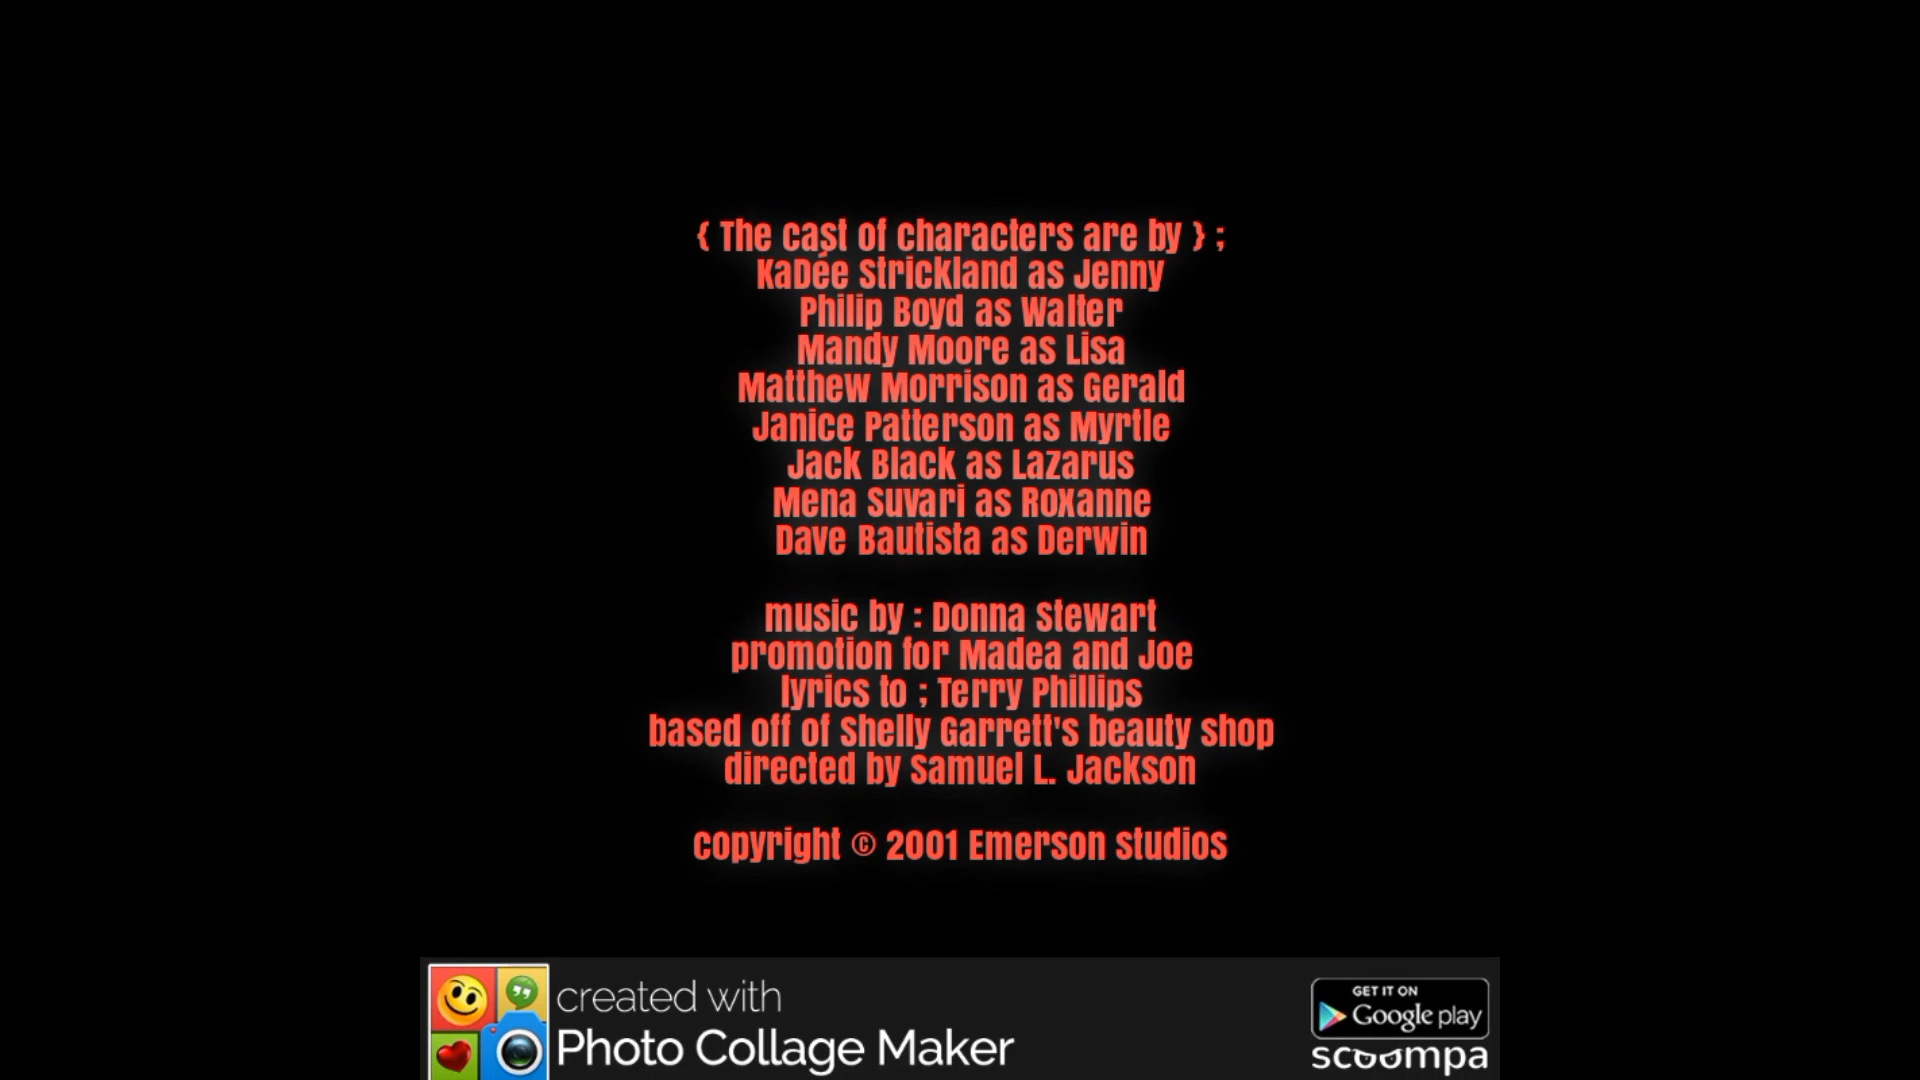 { The cast of characters are by } ;
KaDée Strickland as Jenny
Philip Boyd as Walter
Mandy Moore as Lisa
Matthew Morrison as Gerald
Janice Patterson as Myrtle
Jack Black as Lazarus
Mena Suvari as Roxanne
Dave Bautista as Derwin
music by : Donna Stewart
promotion for Madea and Joe
lyrics to ; Terry Phillips
based off of Shelly Garrett's beauty shop
directed by Samuel L. Jackson
copyright © 2001 Emerson studios
created with
Photo Collage Maker
GET IT ON
Google play
scoompa